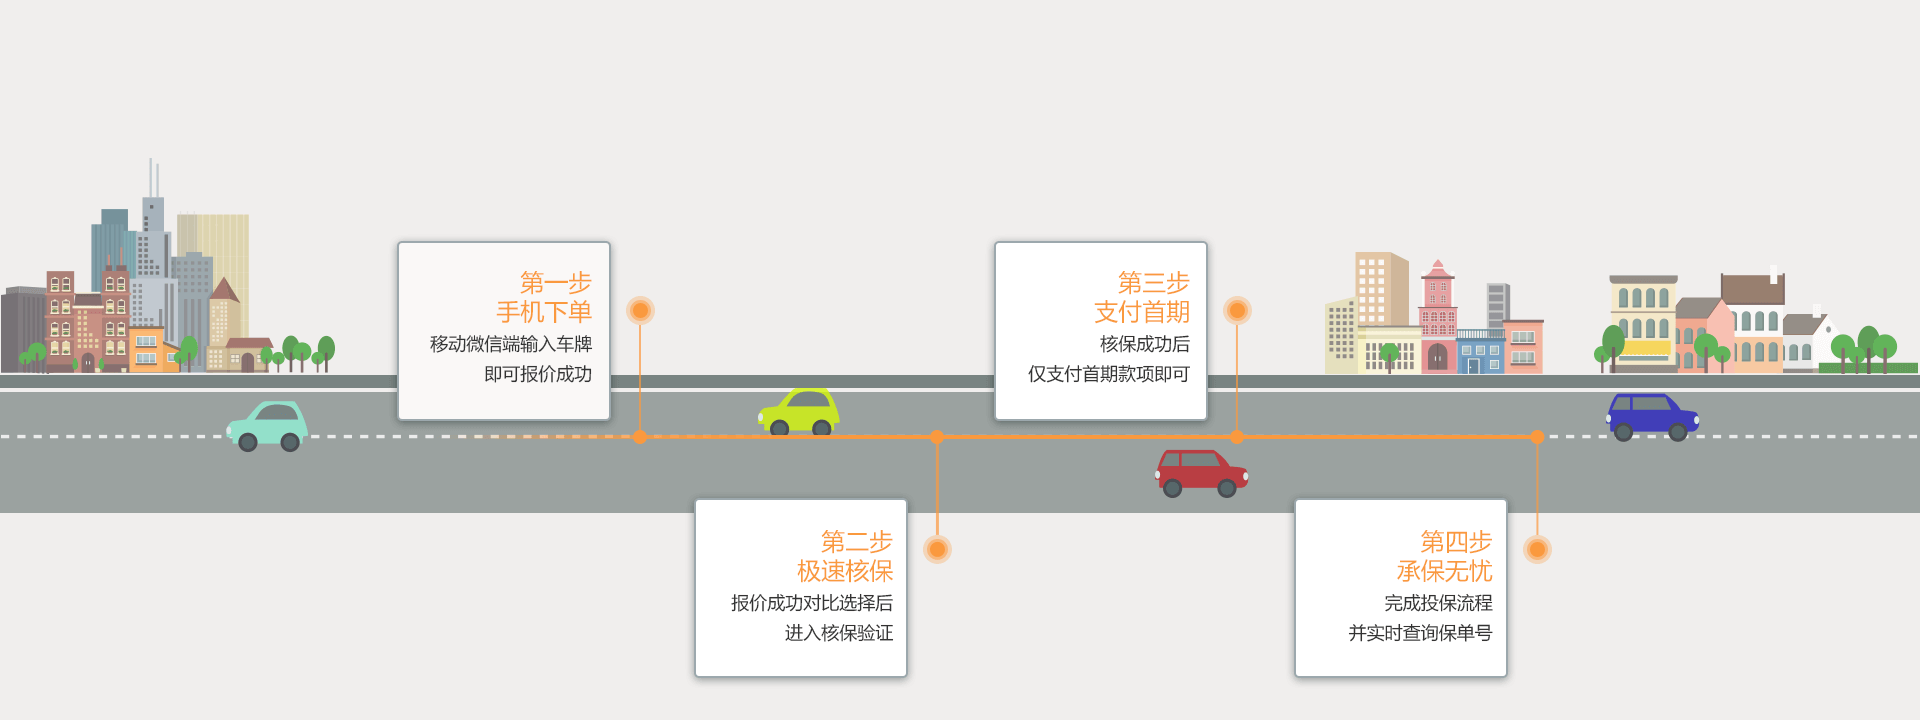 第一步
手机下单
移动微信端输入车牌
即可报价成功
第二步
极速核保
报价成功对比选择后
进入核保验证
第三步
支付首期
核保成功后
仅支付首期款项即可
第四步
承保无忧
完成投保流程
并实时查询保单号